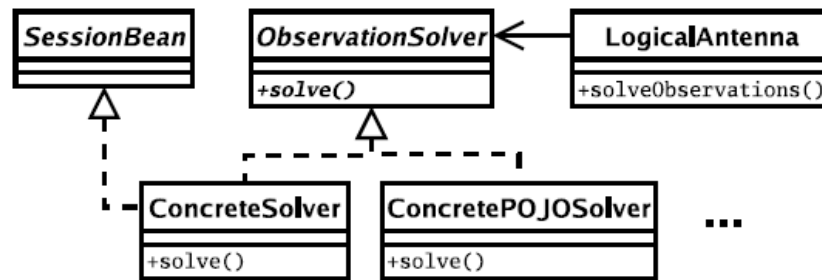 SessionBean
ObservationSolver
LogicalAntenna
+solve()
+solveObservations()
ConcreteSolver
ConcretePOJOSolver
...
+solve()
+solve()